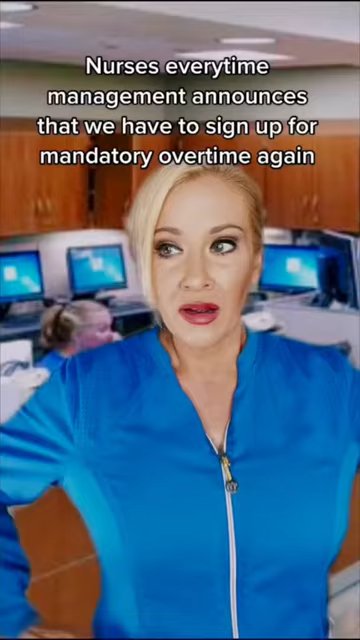 Nurses everytime
management announces
that we have to sign up for
mandatory overtime again